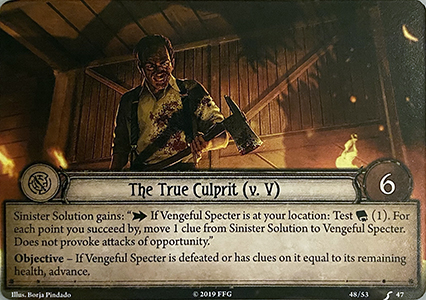 The True Culprit (v. V)
6
Sinister Solution gains: “ If Vengeful Specter is at your location: Test (1). For
each point you succeed by, move 1 clue from Sinister Solution to Vengeful Specter.
Does not provoke attacks of opportunity.”
Objective – If Vengeful Specter is defeated or has clues on it equal to its remaining
health, advance.
Illus. Borja Pindado
© 2019 FFG
48/53
47